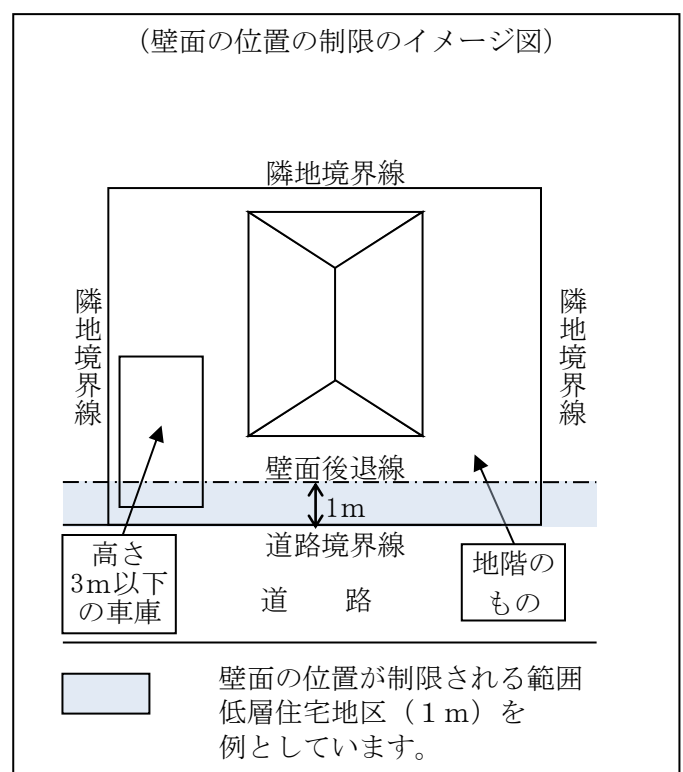 （壁面の位置の制限のイメージ図）
隣地境界線
隣地境界線
隣地境界線
壁面後退線
1m
道路境界線
高さ
3m以下
の車庫
道　路
地階の
もの
壁面の位置が制限される範囲
低層住宅地区（１ｍ）を
例としています。